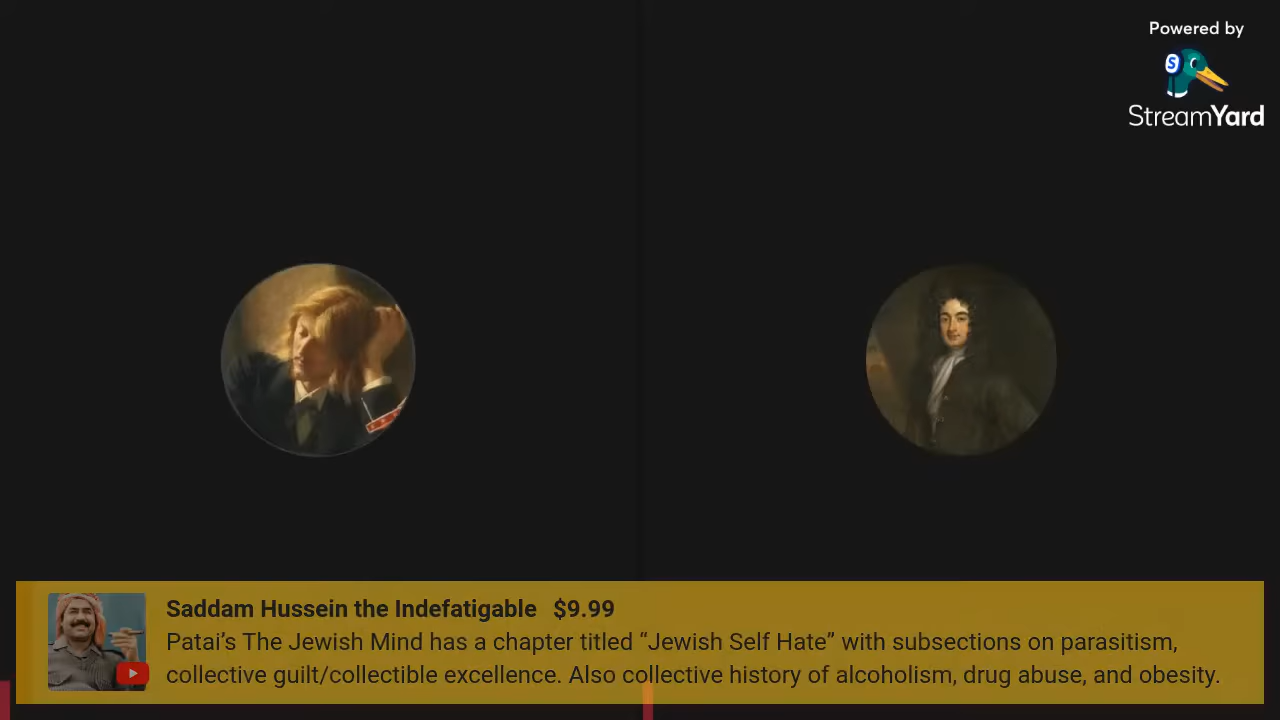 Powered by
S
StreamYard
Saddam Hussein the Indefatigable $9.99
Patai’s The Jewish Mind has a chapter titled “Jewish Self Hate” with subsections on parasitism,
collective guilt/collectible excellence. Also collective history of alcoholism, drug abuse, and obesity.